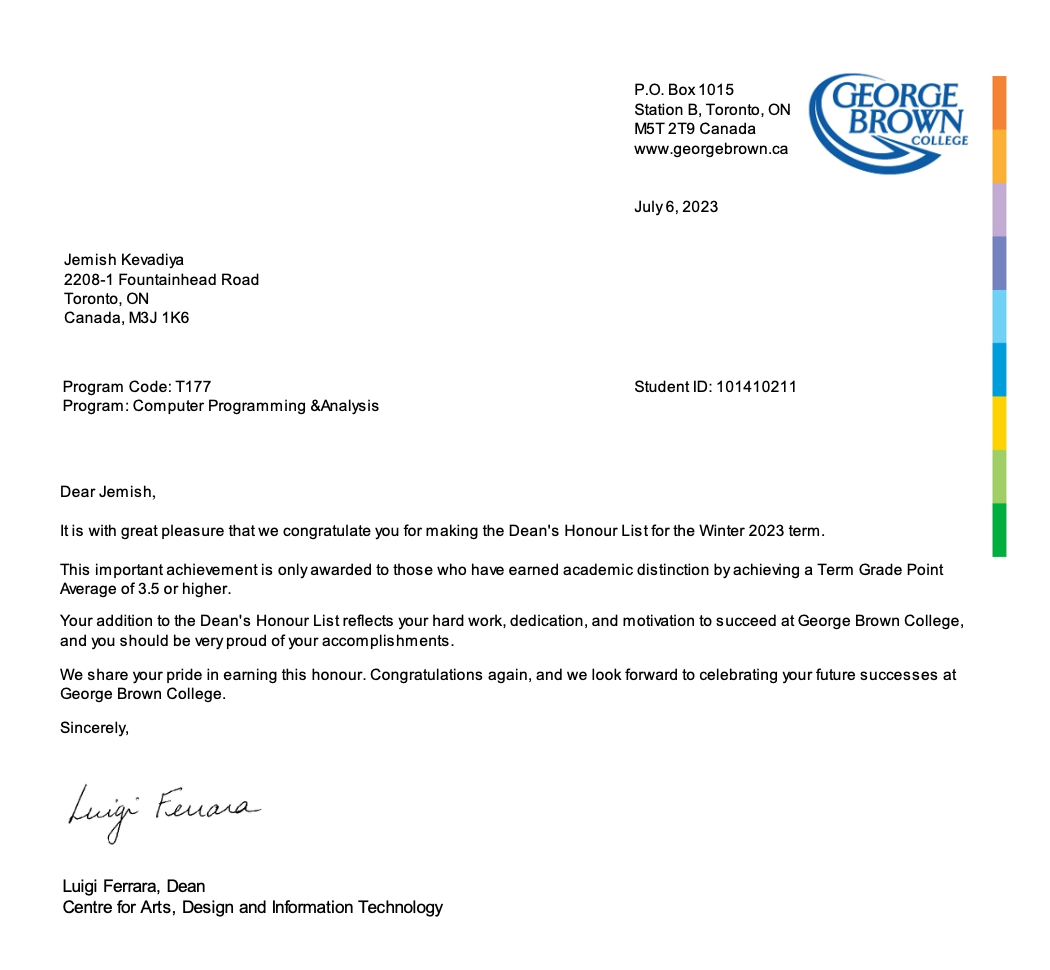 P.O. Box 1015
Station B, Toronto, ON
M5T 2T9 Canada
www.georgebrown.ca
GEORGE
BROWN
COLLEGE
July 6, 2023
Jemish Kevadiya
2208-1 Fountainhead Road
Toronto, ON
Canada, M3J 1K6
Program Code: T177
Student ID: 101410211
Program: Computer Programming &Analysis
Dear Jemish,
It is with great pleasure that we congratulate you for making the Dean's Honour List for the Winter 2023 term.
This important achievement is only awarded to those who have earned academic distinction by achieving a Term Grade Point
Average of 3.5 or higher.
Your addition to the Dean's Honour List reflects your hard work, dedication, and motivation to succeed at George Brown College,
and you should be very proud of your accomplishments.
We share your pride in earning this honour. Congratulations again, and we look forward to celebrating your future successes at
George Brown College.
Sincerely,
Luigi Ferrara
Luigi Ferrara, Dean
Centre for Arts, Design and Information Technology